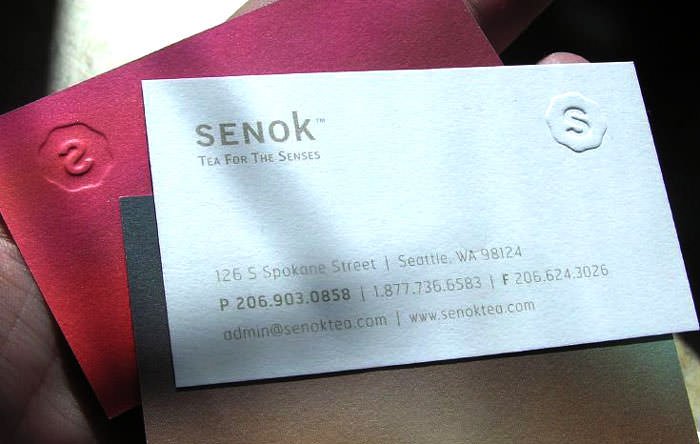 senok™
Tea For The Senses
S
126 S Spokane Street | Seattle, WA 98124
P 206.903.0858 | 1.877.736.6583 | F 206.624.3026
admin@senoktea.com | www.senoktea.com
S